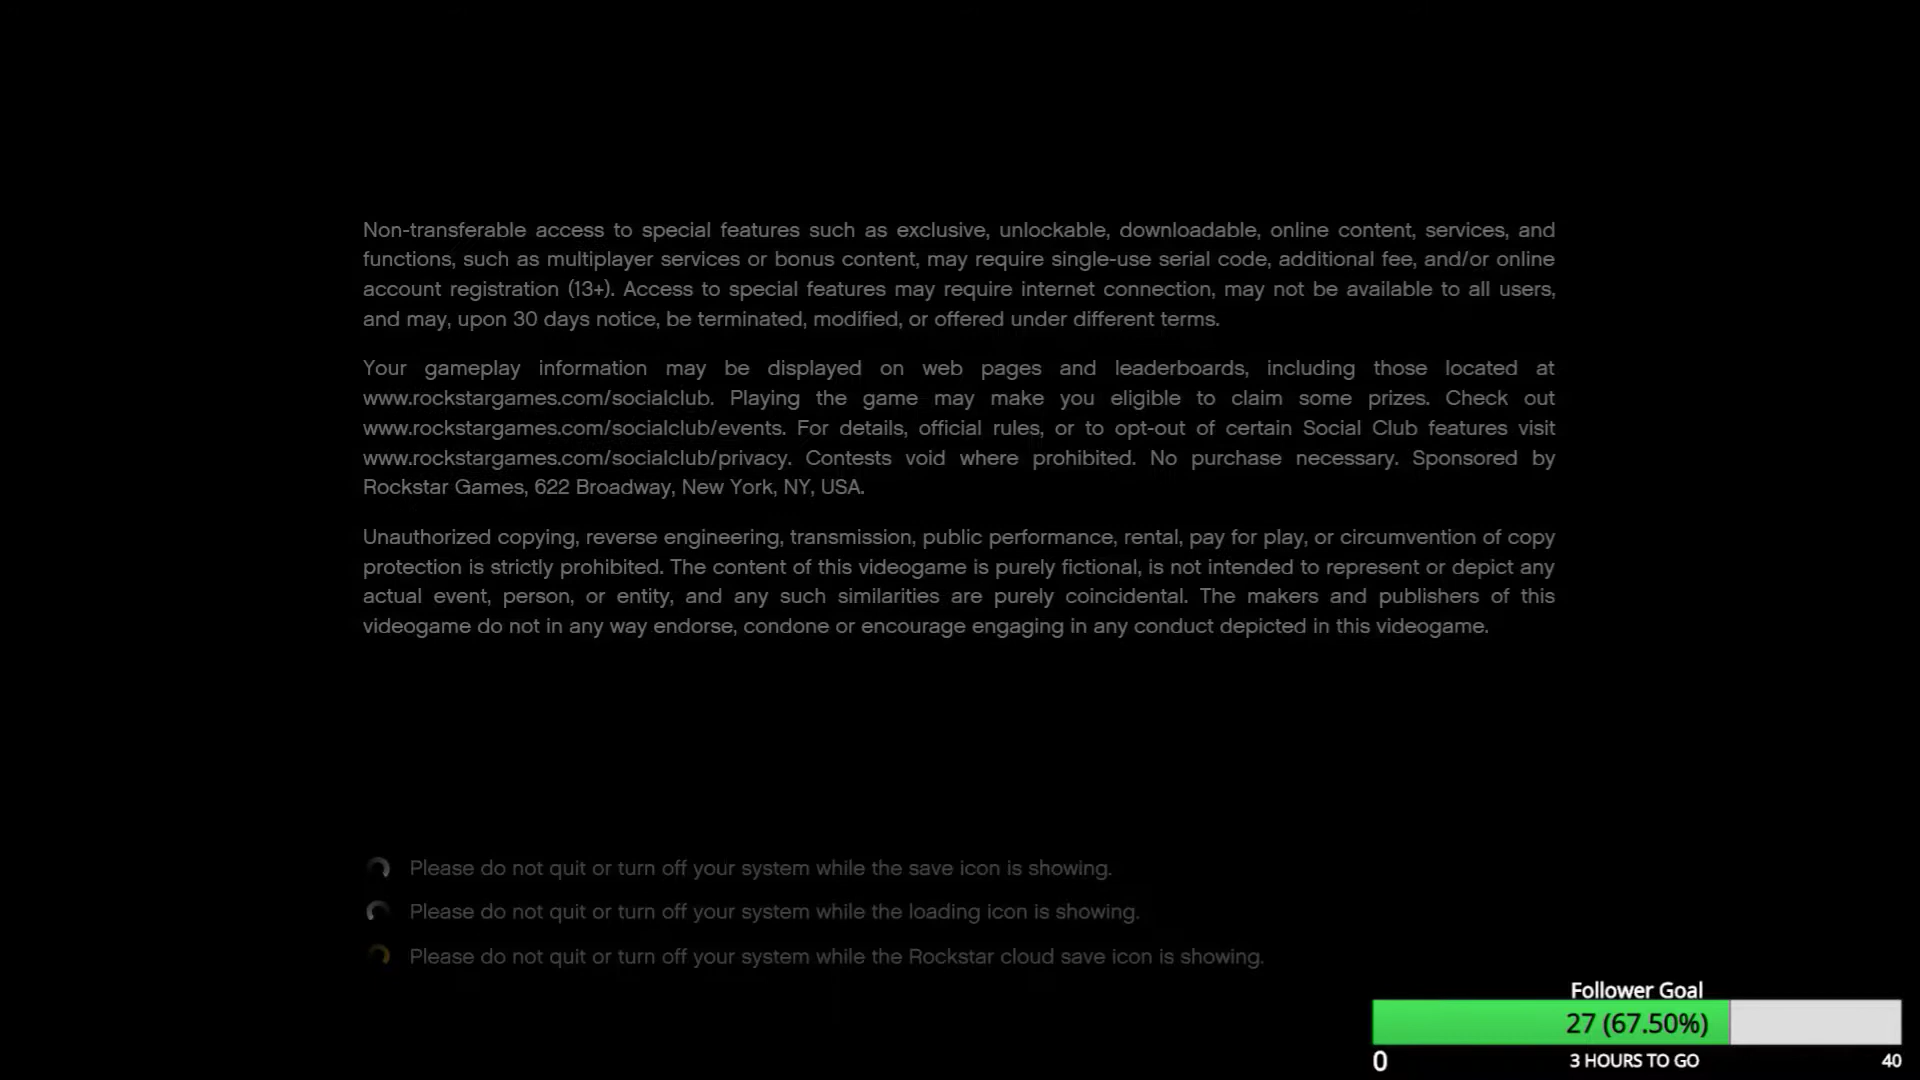 Non-transferable access to special features such as exclusive, unlockable, downloadable, online content, services, and
functions, such as multiplayer services or bonus content, may require single-use serial code, additional fee, and/or online
account registration (13+). Access to special features may require internet connection, may not be available to all users,
and may, upon 30 days notice, be terminated, modified, or offered under different terms.
Your gameplay information may be displayed on web pages and leaderboards, including those located at
www.rockstargames.com/socialclub. Playing the game may make you eligible to claim some prizes. Check out
www.rockstargames.com/socialclub/events. For details, official rules, or to opt-out of certain Social Club features visit
www.rockstargames.com/socialclub/privacy. Contests void where prohibited. No purchase necessary. Sponsored by
Rockstar Games, 622 Broadway, New York, NY, USA.
Unauthorized copying, reverse engineering, transmission, public performance, rental, pay for play, or circumvention of copy
protection is strictly prohibited. The content of this videogame is purely fictional, is not intended to represent or depict any
actual event, person, or entity, and any such similarities are purely coincidental. The makers and publishers of this
videogame do not in any way endorse, condone or encourage engaging in any conduct depicted in this videogame.
Please do not quit or turn off your system while the save icon is showing.
Please do not quit or turn off your system while the loading icon is showing.
Please do not quit or turn off your system while the Rockstar cloud save icon is showing.
Follower Goal
27 (67.50%)
0 3 HOURS TO GO 40